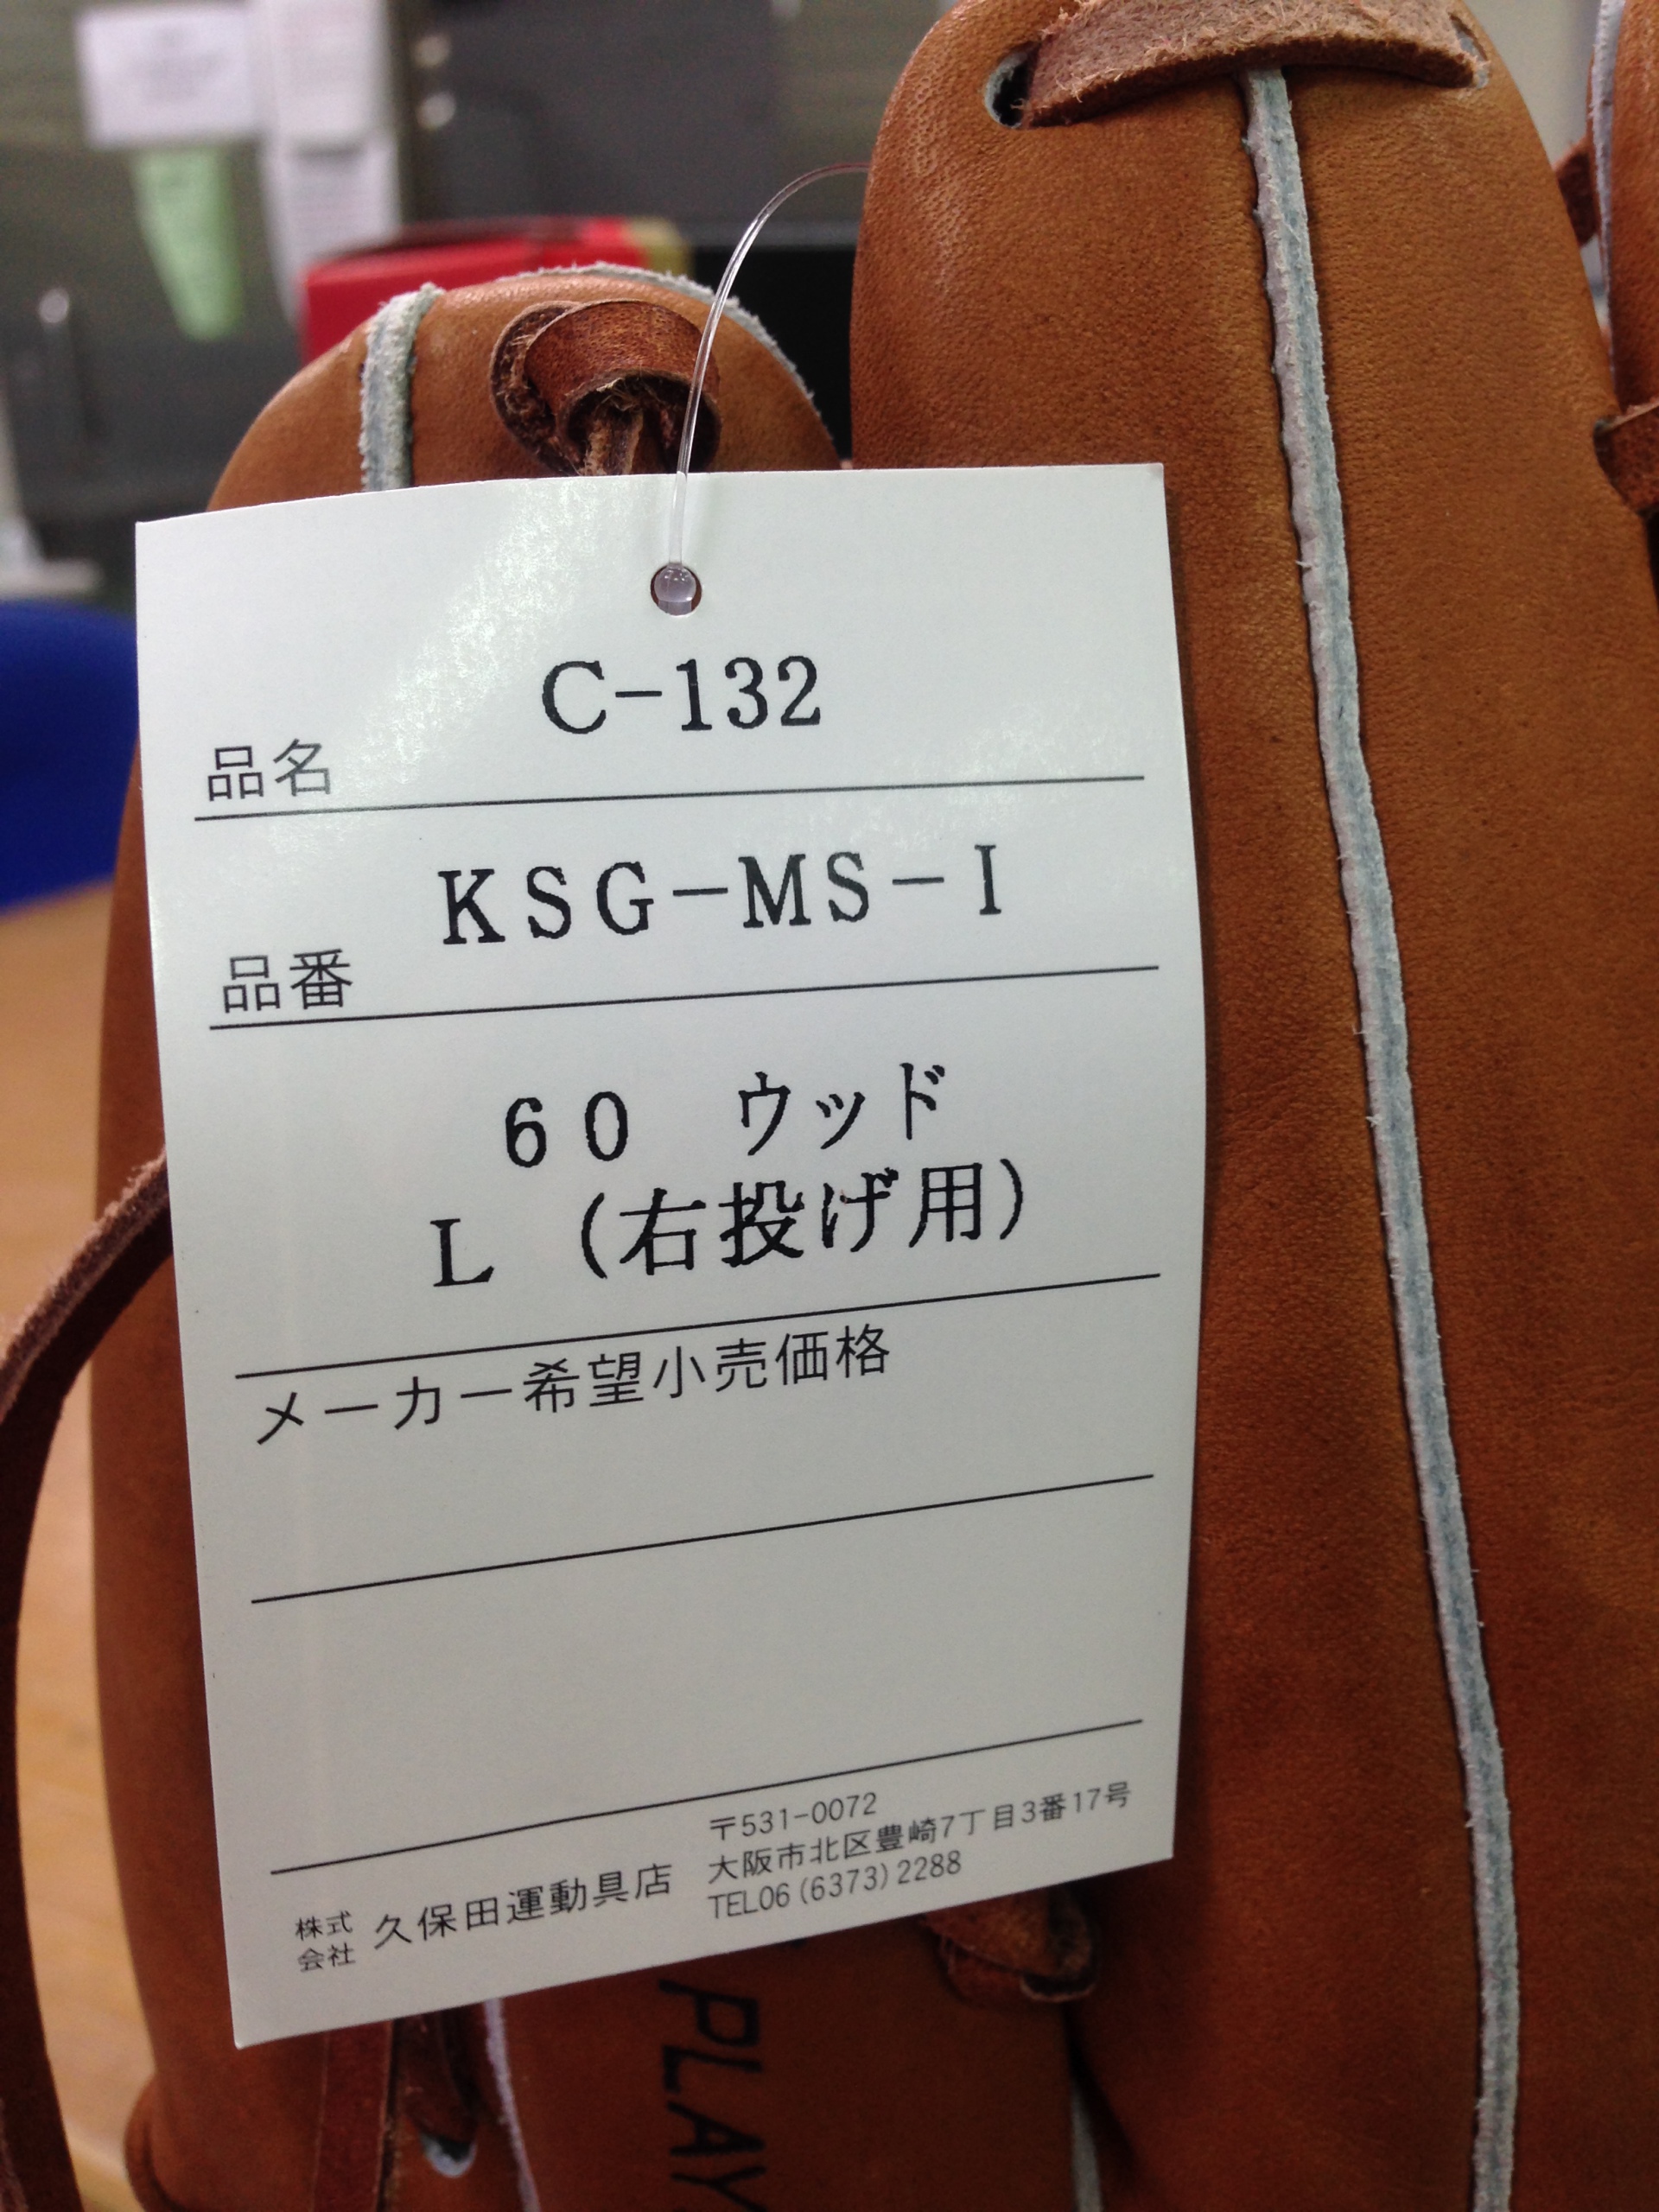 C-132
品名
KSG-MS-I
品番
60 ウッド
L (右投げ用)
メーカー希望小売価格
株式会社 久保田運動具店
〒531-0072
大阪市北区豊崎7丁目3番17号
TEL06(6373)2288
PLAY